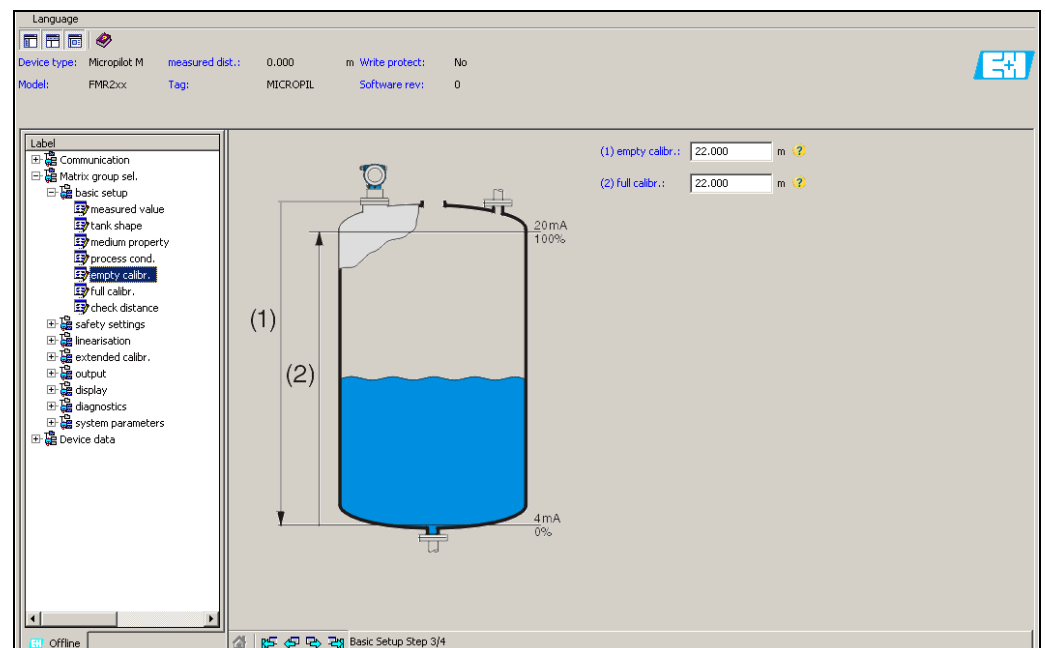 Language
Device type: Micropilot M measured dist.: 0.000 m Write protect: No
Model: FMR2xx Tag: MICROPIL Software rev: 0
E+H
Label
Communication
Matrix group sel.
basic setup
measured value
tank shape
medium property
process cond.
empty calibr.
full calibr.
check distance
safety settings
linearisation
extended calibr.
output
display
diagnostics
system parameters
Device data
(1) empty calibr.: 22.000 m ?
(2) full calibr.: 22.000 m ?
20mA
100%
(1)
(2)
4mA
0%
Offline
Basic Setup Step 3/4